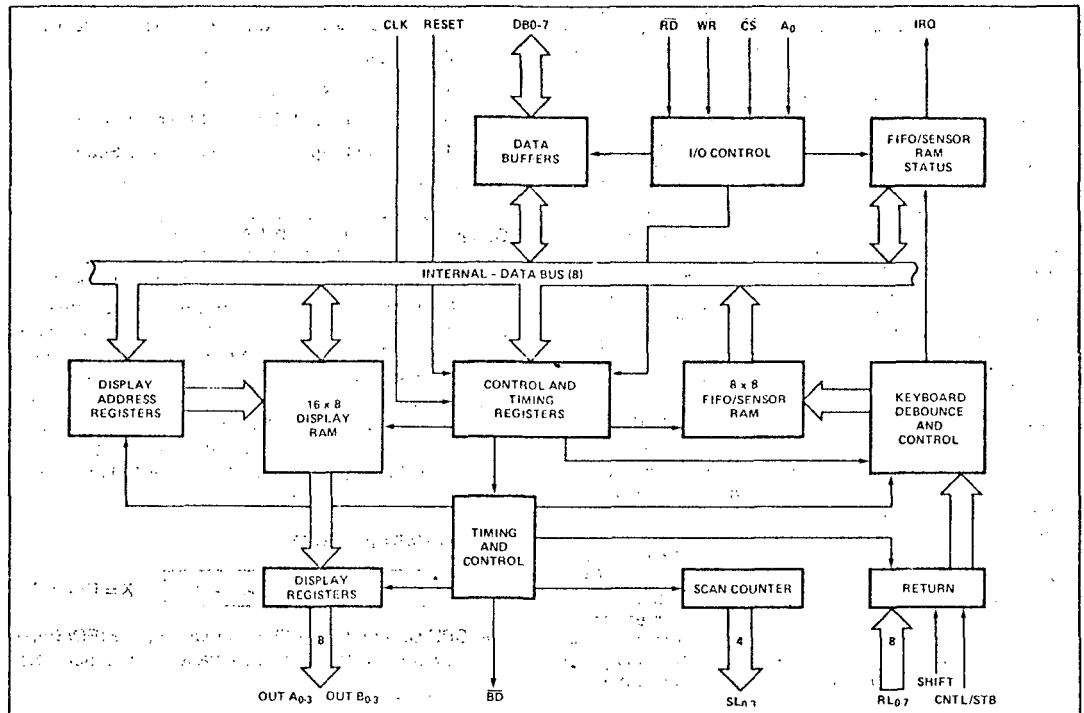 CLK RESET DB0-7 R̅D̅ WR C̅S̅ A₀ IRQ
DATA
BUFFERS
I/O CONTROL
FIFO/SENSOR
RAM
STATUS
INTERNAL - DATA BUS (8)
DISPLAY
ADDRESS
REGISTERS
16 x 8
DISPLAY
RAM
CONTROL AND
TIMING
REGISTERS
8 x 8
FIFO/SENSOR
RAM
KEYBOARD
DEBOUNCE
AND
CONTROL
TIMING
AND
CONTROL
DISPLAY
REGISTERS
SCAN COUNTER
RETURN
8
4
8
OUT A₀₋₃ OUT B₀₋₃
B̅D̅
SL₀₋₃
RL₀₋₇
SHIFT
CNTL/STB